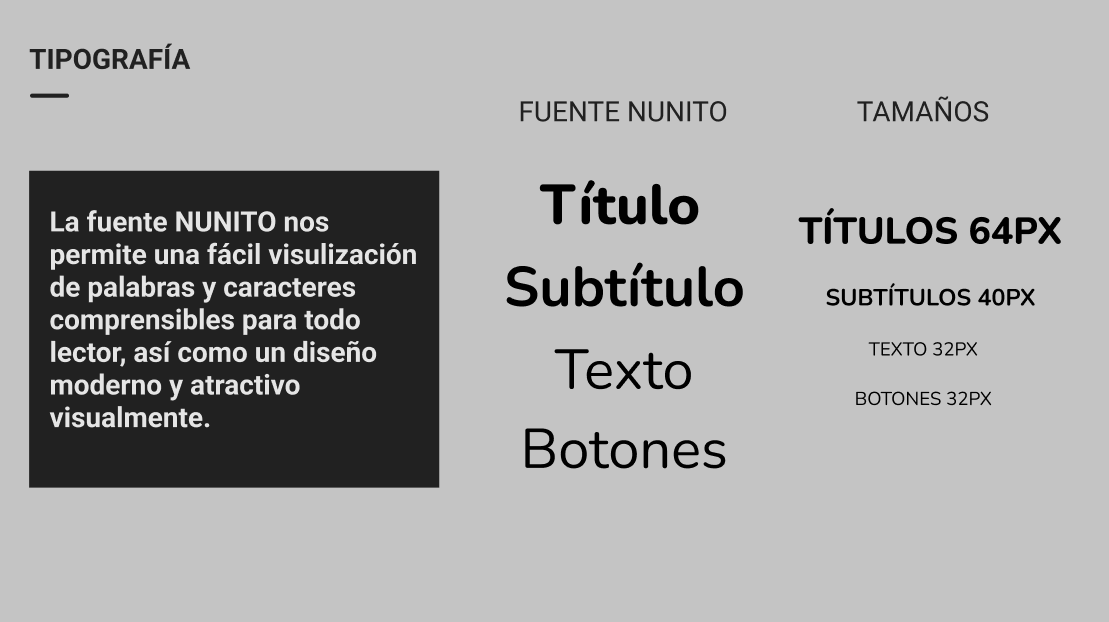 TIPOGRAFÍA
La fuente NUNITO nos
permite una fácil visulización
de palabras y caracteres
comprensibles para todo
lector, así como un diseño
moderno y atractivo
visualmente.
FUENTE NUNITO
Título
Subtítulo
Texto
Botones
TAMAÑOS
TÍTULOS 64PX
SUBTÍTULOS 40PX
TEXTO 32PX
BOTONES 32PX